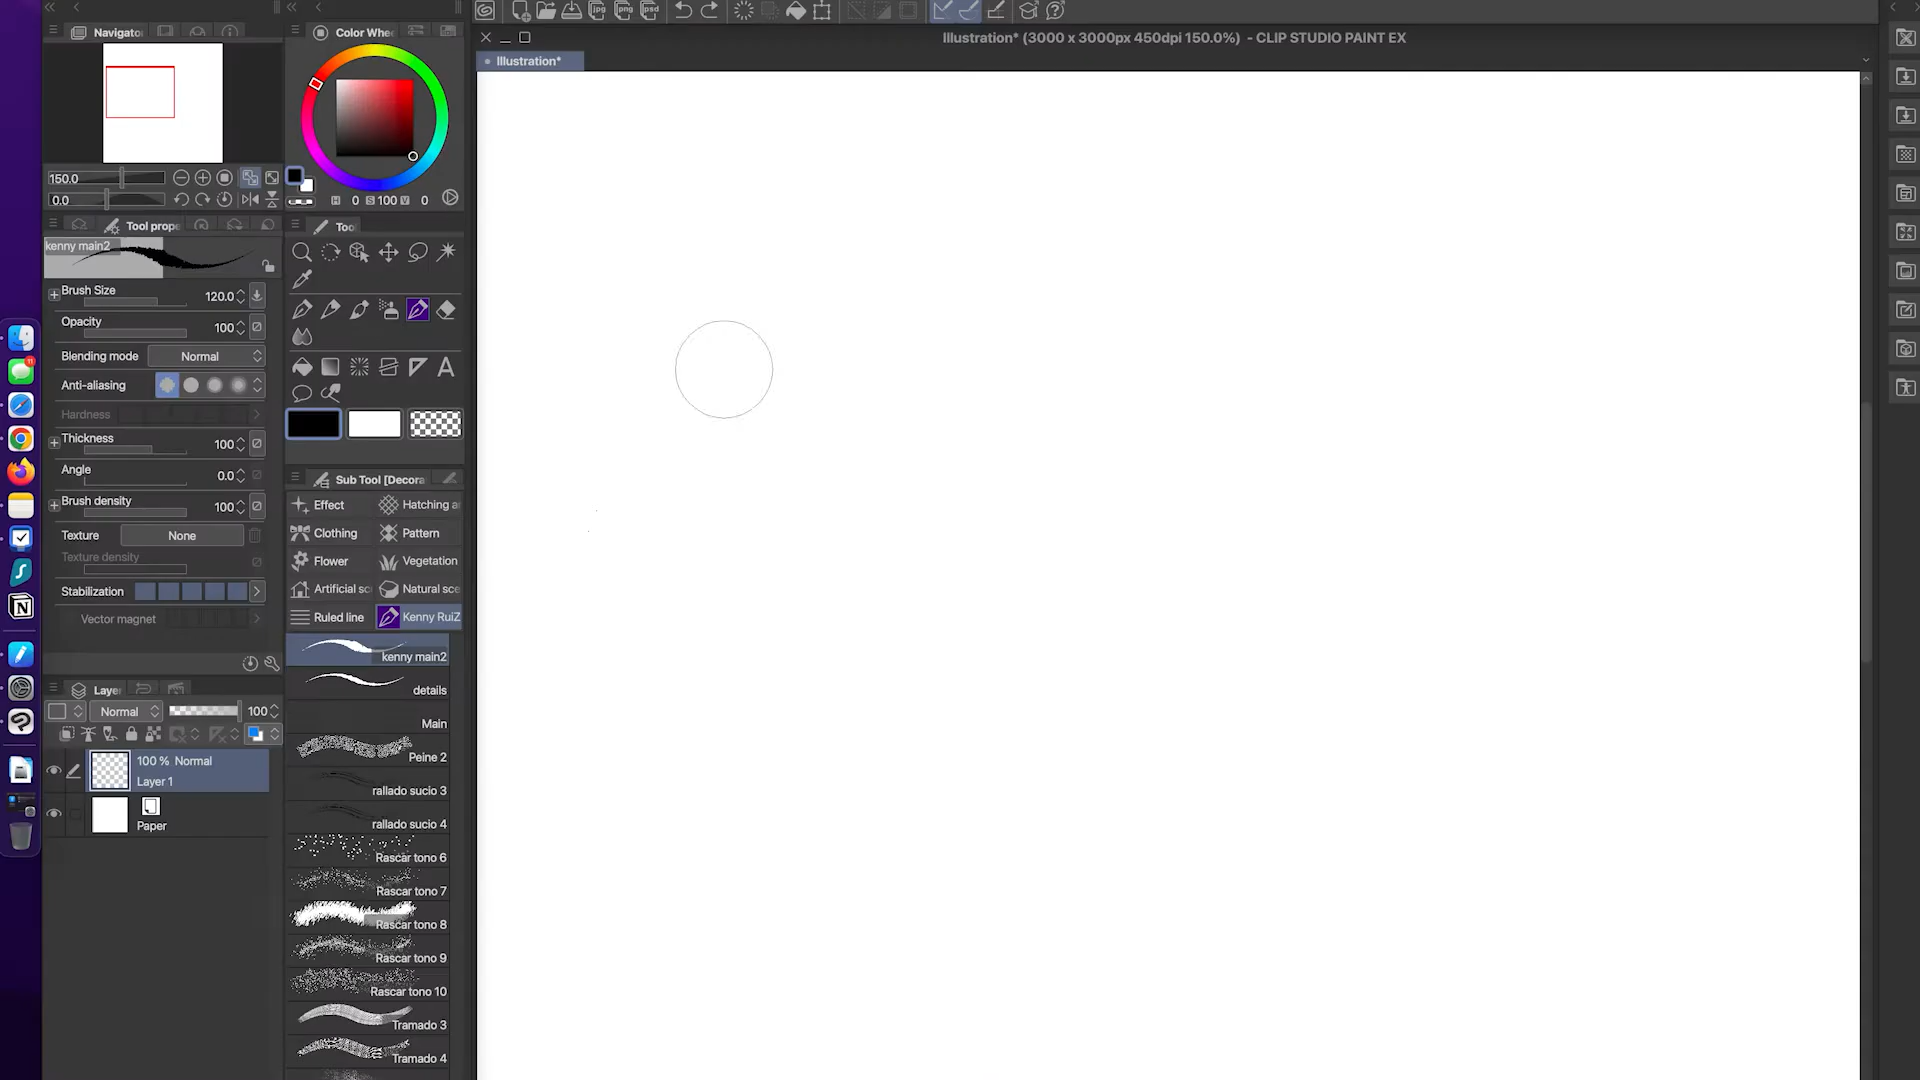 Illustration* (3000 x 3000px 450dpi 150.0%) - CLIP STUDIO PAINT EX
Illustration*
Navigato
150.0
0.0
Color Whe
H 0 S 100 V 0
Tool prope
kenny main2
Brush Size 120.0
Opacity 100
Blending mode Normal
Anti-aliasing
Hardness
Thickness 100
Angle 0.0
Brush density 100
Texture None
Texture density
Stabilization
Vector magnet
Layer
Normal 100
100 % Normal
Layer 1
Paper
Too
Sub Tool [Decora
Effect Hatching a
Clothing Pattern
Flower Vegetation
Artificial sc Natural sce
Ruled line Kenny RuiZ
kenny main2
details
Main
Peine 2
rallado sucio 3
rallado sucio 4
Rascar tono 6
Rascar tono 7
Rascar tono 8
Rascar tono 9
Rascar tono 10
Tramado 3
Tramado 4